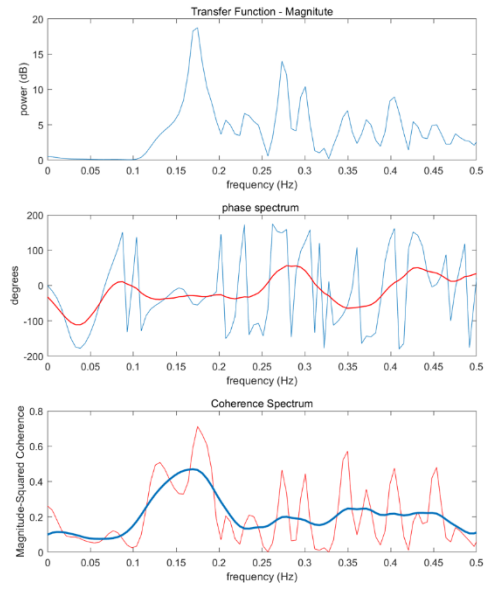 Transfer Function - Magnitute
20
15
10
5
0
power (dB)
0 0.05 0.1 0.15 0.2 0.25 0.3 0.35 0.4 0.45 0.5
frequency (Hz)
phase spectrum
200
100
0
-100
-200
degrees
0 0.05 0.1 0.15 0.2 0.25 0.3 0.35 0.4 0.45 0.5
frequency (Hz)
Coherence Spectrum
0.8
0.6
0.4
0.2
0
Magnitude-Squared Coherence
0 0.05 0.1 0.15 0.2 0.25 0.3 0.35 0.4 0.45 0.5
frequency (Hz)